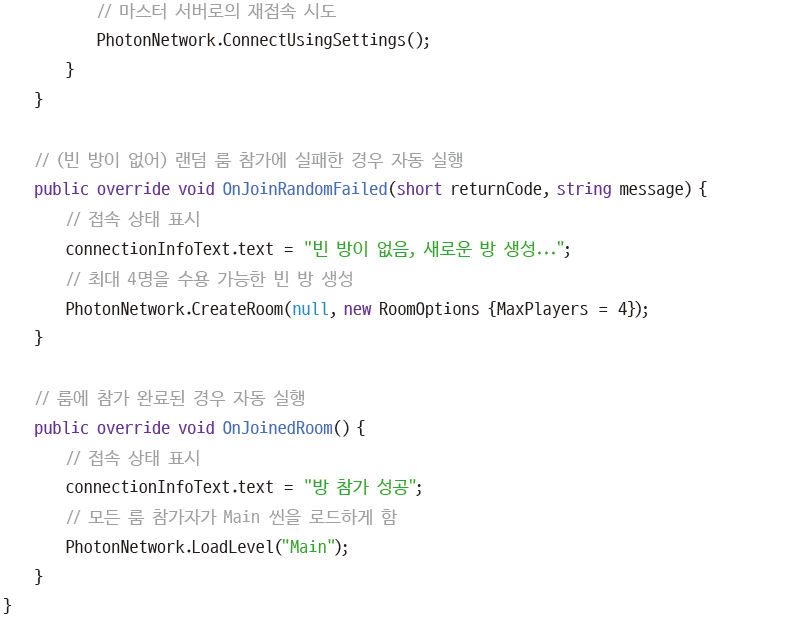 // 마스터 서버로의 재접속 시도
PhotonNetwork.ConnectUsingSettings();
}
}
// (빈 방이 없어) 랜덤 룸 참가에 실패한 경우 자동 실행
public override void OnJoinRandomFailed(short returnCode, string message) {
// 접속 상태 표시
connectionInfoText.text = "빈 방이 없음, 새로운 방 생성...";
// 최대 4명을 수용 가능한 빈 방 생성
PhotonNetwork.CreateRoom(null, new RoomOptions {MaxPlayers = 4});
}
// 룸에 참가 완료된 경우 자동 실행
public override void OnJoinedRoom() {
// 접속 상태 표시
connectionInfoText.text = "방 참가 성공";
// 모든 룸 참가자가 Main 씬을 로드하게 함
PhotonNetwork.LoadLevel("Main");
}
}